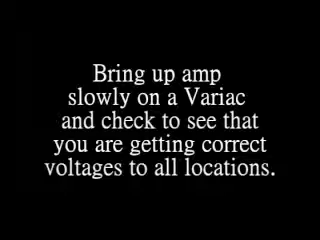 Bring up amp
slowly on a Variac
and check to see that
you are getting correct
voltages to all locations.